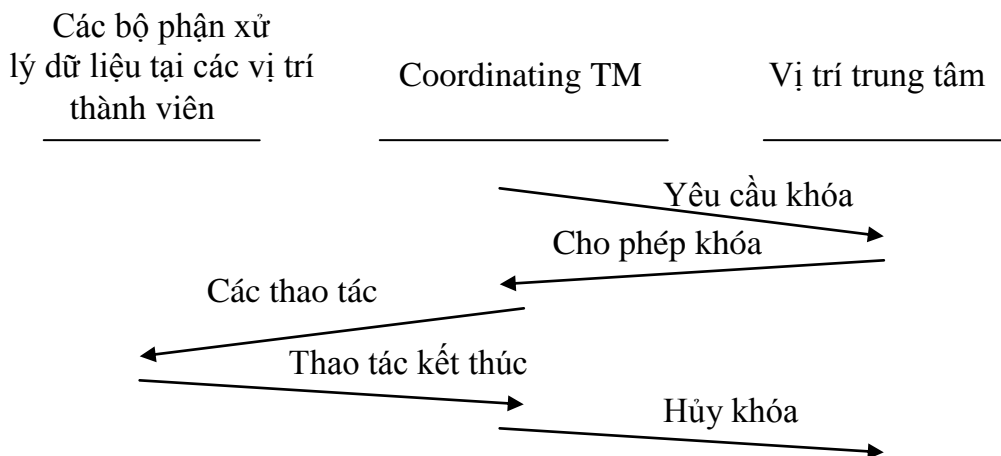 Các bộ phận xử
lý dữ liệu tại các vị trí
thành viên
Coordinating TM
Vị trí trung tâm
Yêu cầu khóa
Cho phép khóa
Các thao tác
Thao tác kết thúc
Hủy khóa